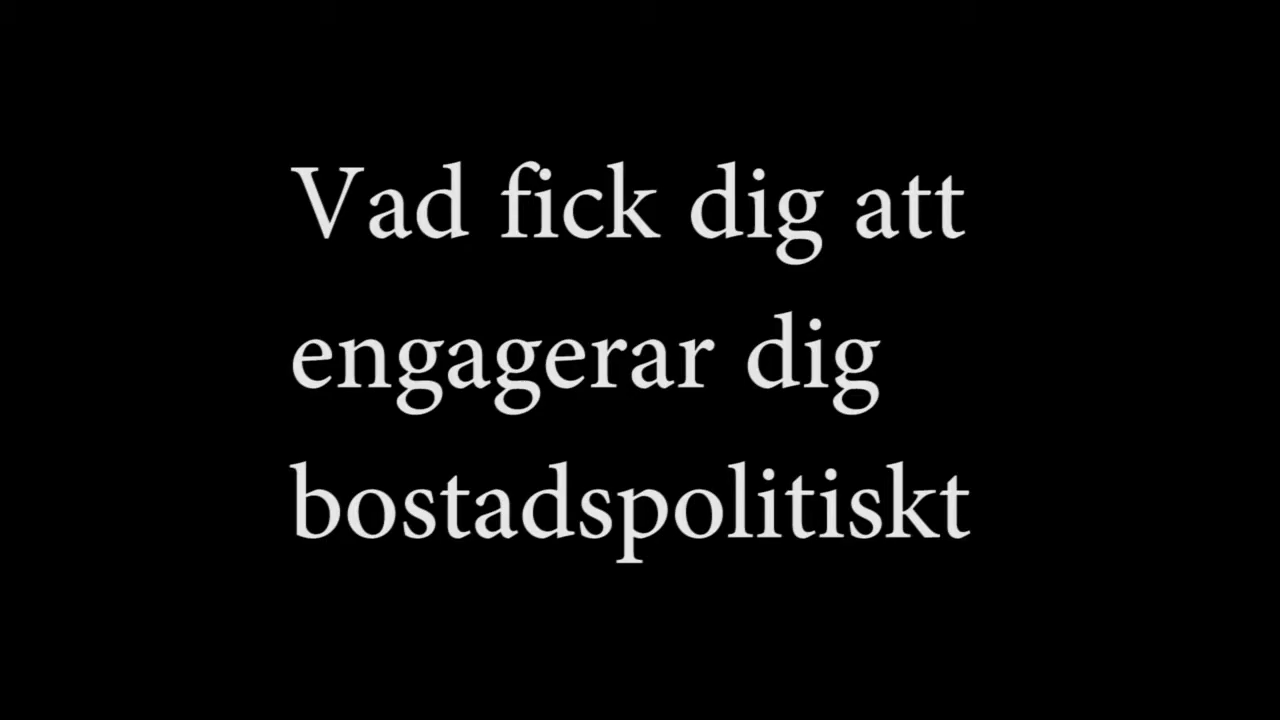 Vad fick dig att
engagerar dig
bostadspolitiskt